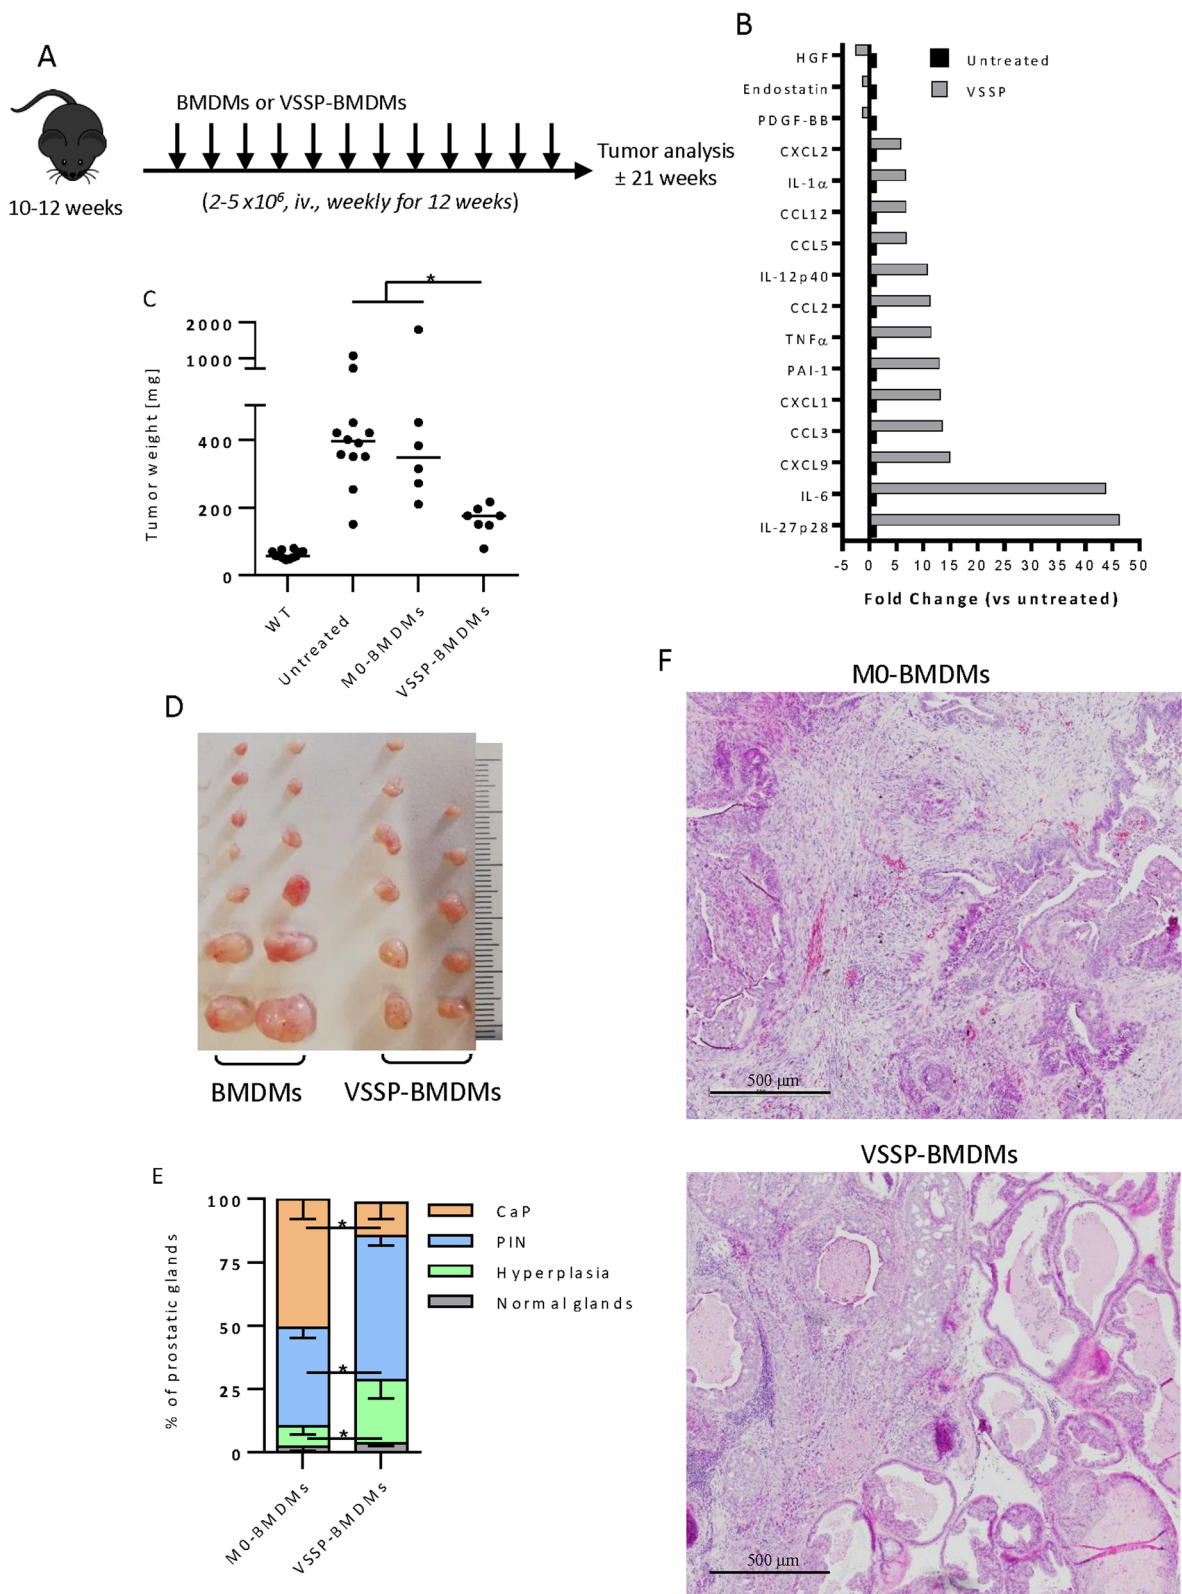 A
BMDMs or VSSP-BMDMs
10-12 weeks
(2-5 x10⁶, iv., weekly for 12 weeks)
Tumor analysis
± 21 weeks
B
HGF
Endostatin
PDGF-BB
CXCL2
IL-1α
CCL12
CCL5
IL-12p40
CCL2
TNFα
PAI-1
CXCL1
CCL3
CXCL9
IL-6
IL-27p28
Untreated
VSSP
-5 0 5 10 15 20 25 30 35 40 45 50
Fold Change (vs untreated)
C
Tumor weight [mg]
2000
1000
400
200
0
*
WT
Untreated
M0-BMDMs
VSSP-BMDMs
D
BMDMs
VSSP-BMDMs
E
% of prostatic glands
100
75
50
25
0
*
*
*
CaP
PIN
Hyperplasia
Normal glands
M0-BMDMs
VSSP-BMDMs
F
M0-BMDMs
500 µm
VSSP-BMDMs
500 µm